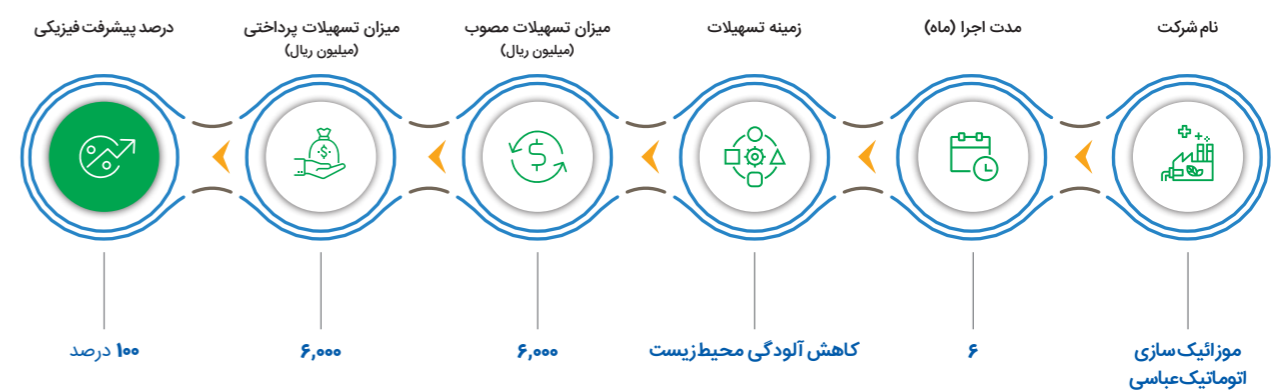 نام شرکت
مدت اجرا (ماه)
زمینه تسهیلات
میزان تسهیلات مصوب
(میلیون ریال)
میزان تسهیلات پرداختی
(میلیون ریال)
درصد پیشرفت فیزیکی
موزائیک سازی
اتوماتیک عباسی
۶
کاهش آلودگی محیط زیست
۶,۰۰۰
۶,۰۰۰
۱۰۰ درصد